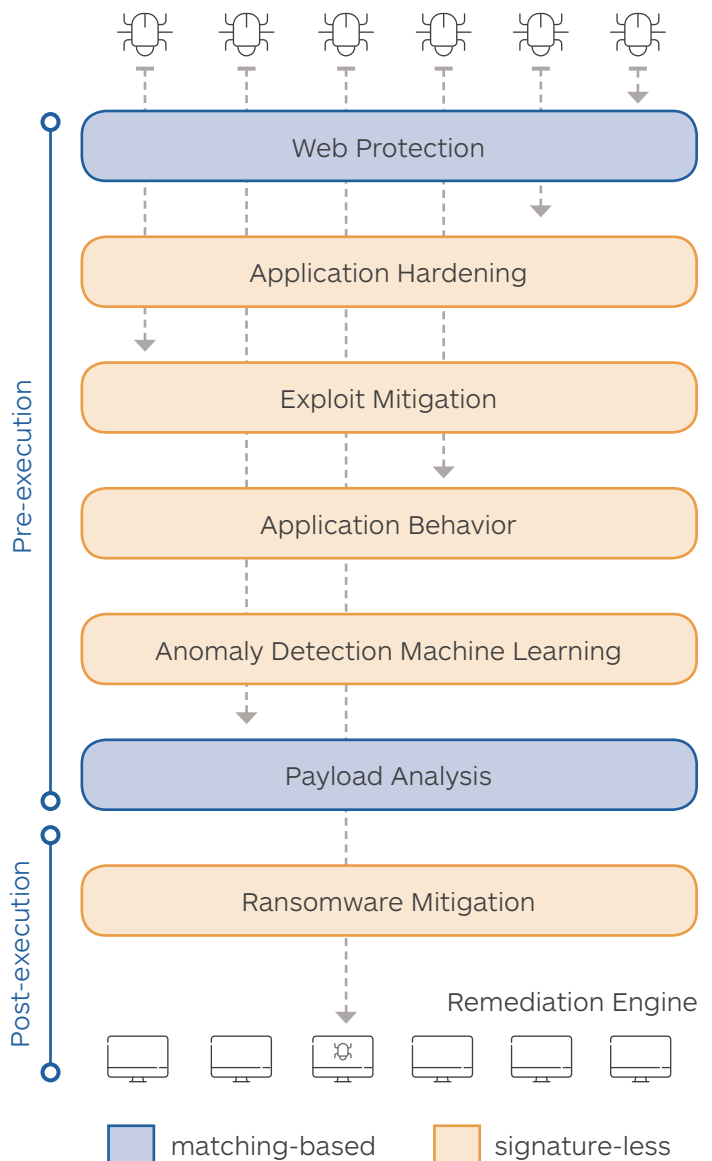 Web Protection
Application Hardening
Exploit Mitigation
Pre-execution
Application Behavior
Anomaly Detection Machine Learning
Payload Analysis
Ransomware Mitigation
Post-execution
Remediation Engine
matching-based
signature-less